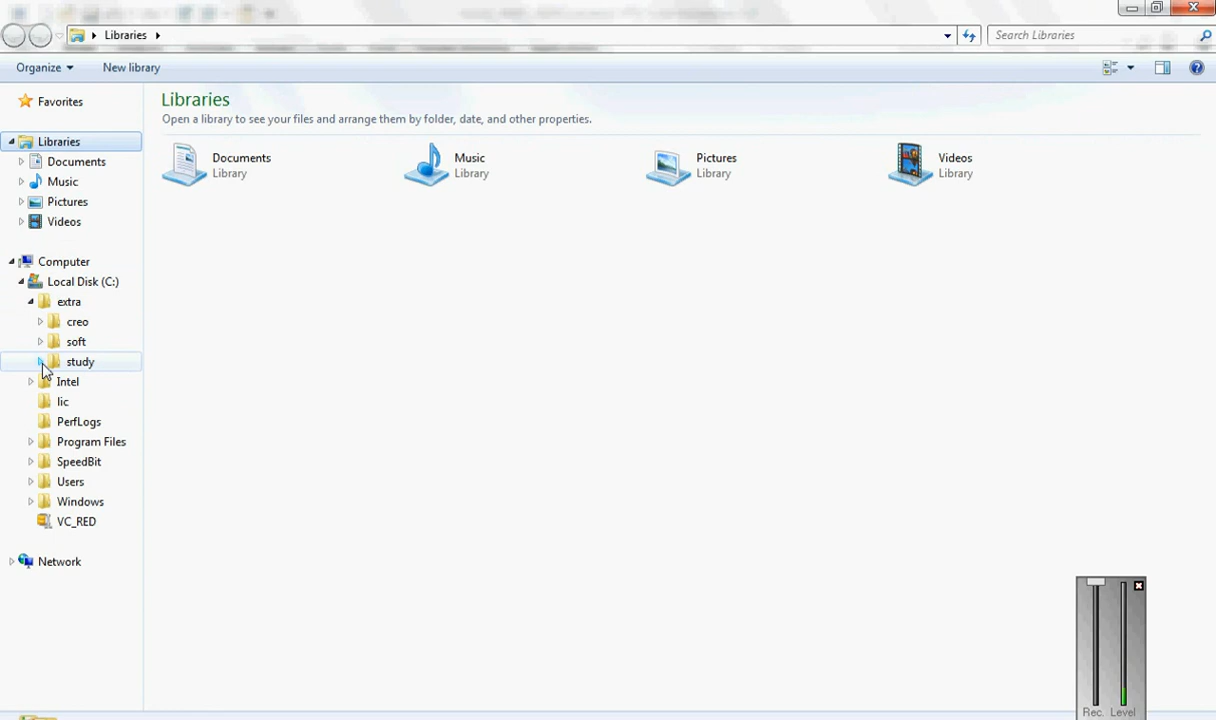 Libraries
Search Libraries
Organize
New library
Favorites
Libraries
Documents
Music
Pictures
Videos
Computer
Local Disk (C:)
extra
creo
soft
study
Intel
lic
PerfLogs
Program Files
SpeedBit
Users
Windows
VC_RED
Network
Libraries
Open a library to see your files and arrange them by folder, date, and other properties.
Documents
Library
Music
Library
Pictures
Library
Videos
Library
Rec. Level